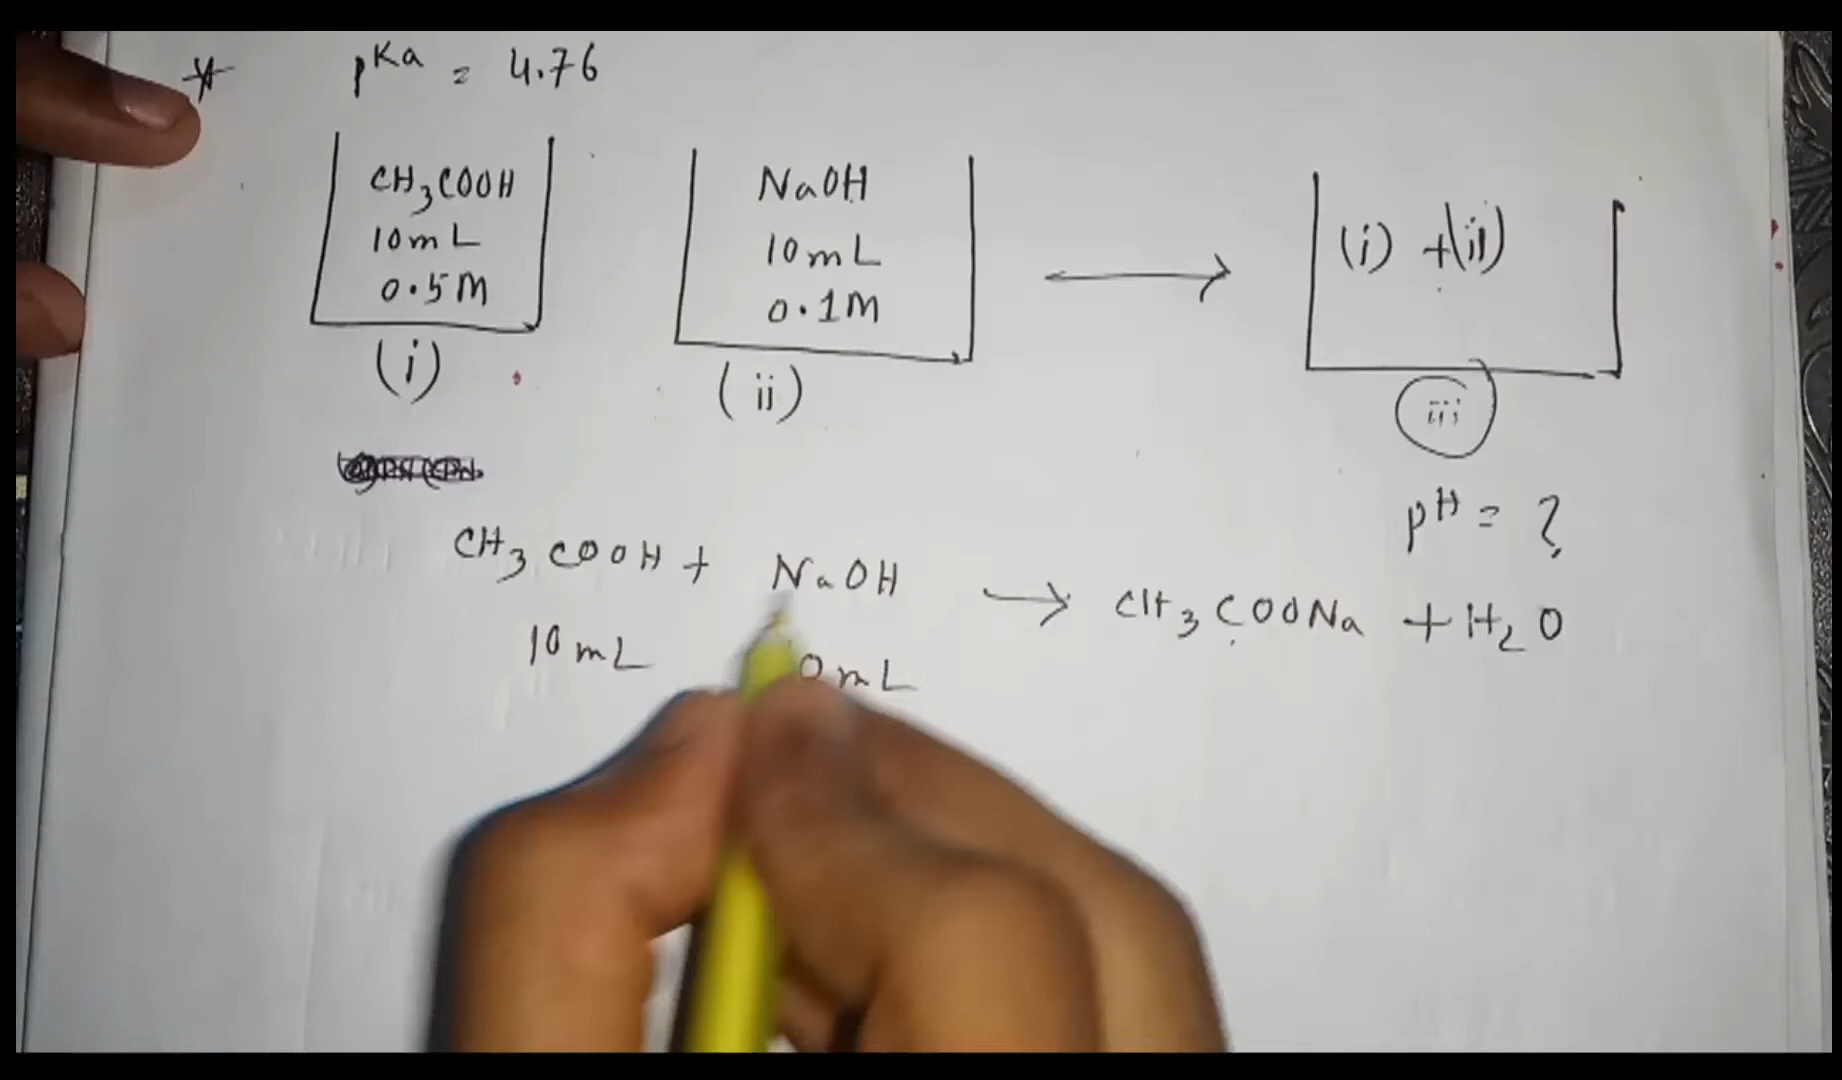 pKa = 4.76
CH3COOH
10mL
0.5M
(i)
NaOH
10mL
0.1M
(ii)
(i) + (ii)
iii
pH = ?
CH3COOH + NaOH → CH3COONa + H2O
10mL 0mL